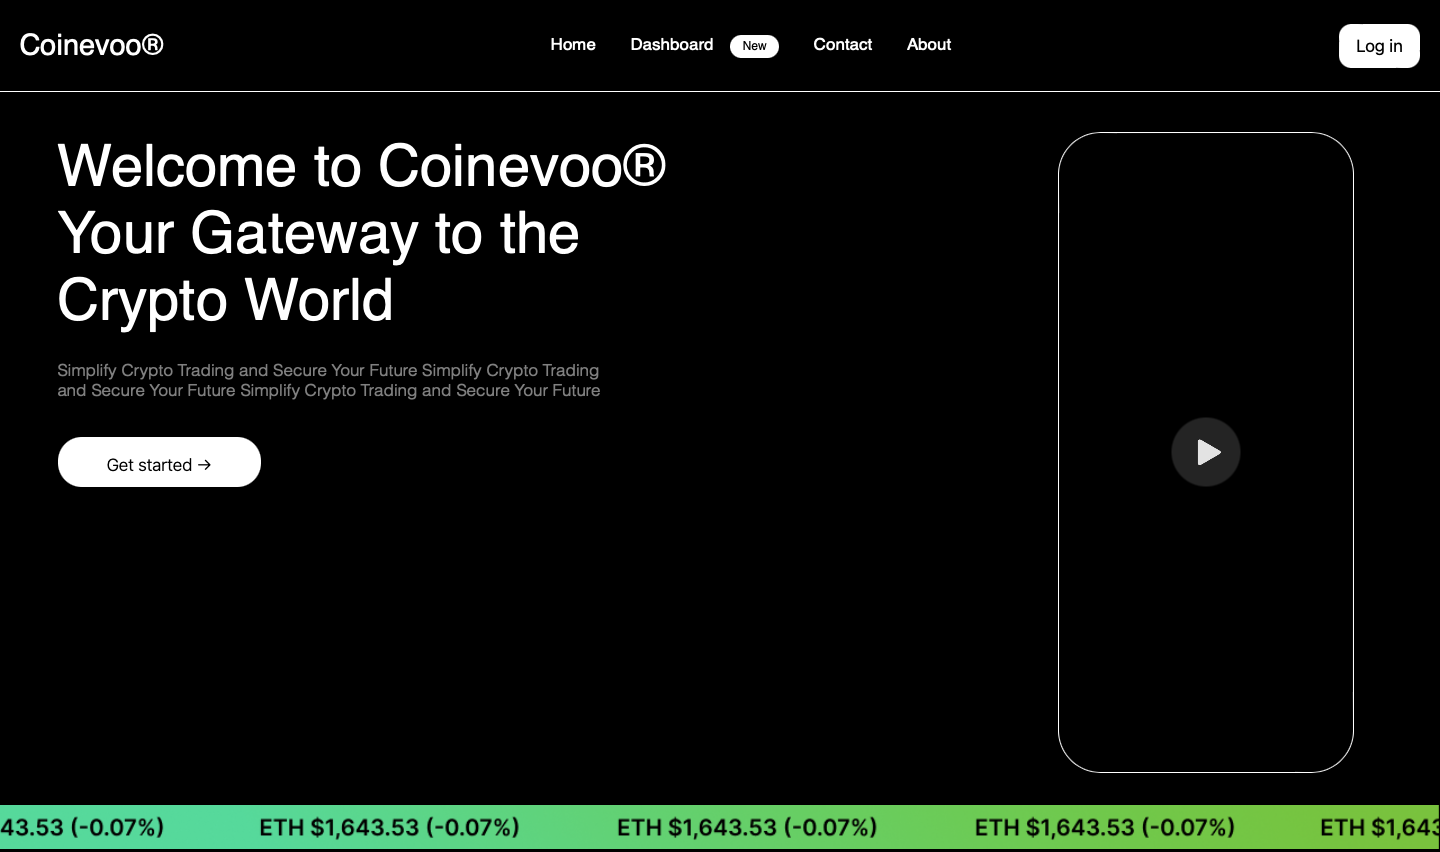 Coinevoo®
Home Dashboard New Contact About
Log in
Welcome to Coinevoo®
Your Gateway to the
Crypto World
Simplify Crypto Trading and Secure Your Future Simplify Crypto Trading
and Secure Your Future Simplify Crypto Trading and Secure Your Future
Get started →
43.53 (-0.07%) ETH $1,643.53 (-0.07%) ETH $1,643.53 (-0.07%) ETH $1,643.53 (-0.07%) ETH $1,643